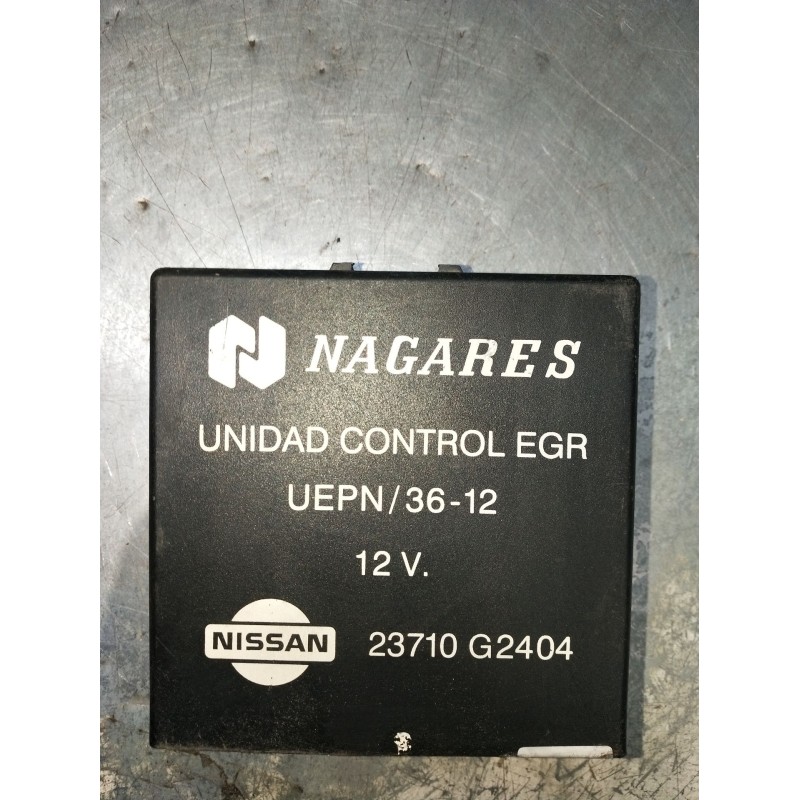 NAGARES
UNIDAD CONTROL EGR
UEPN/36-12
12 V.
NISSAN 23710 G2404